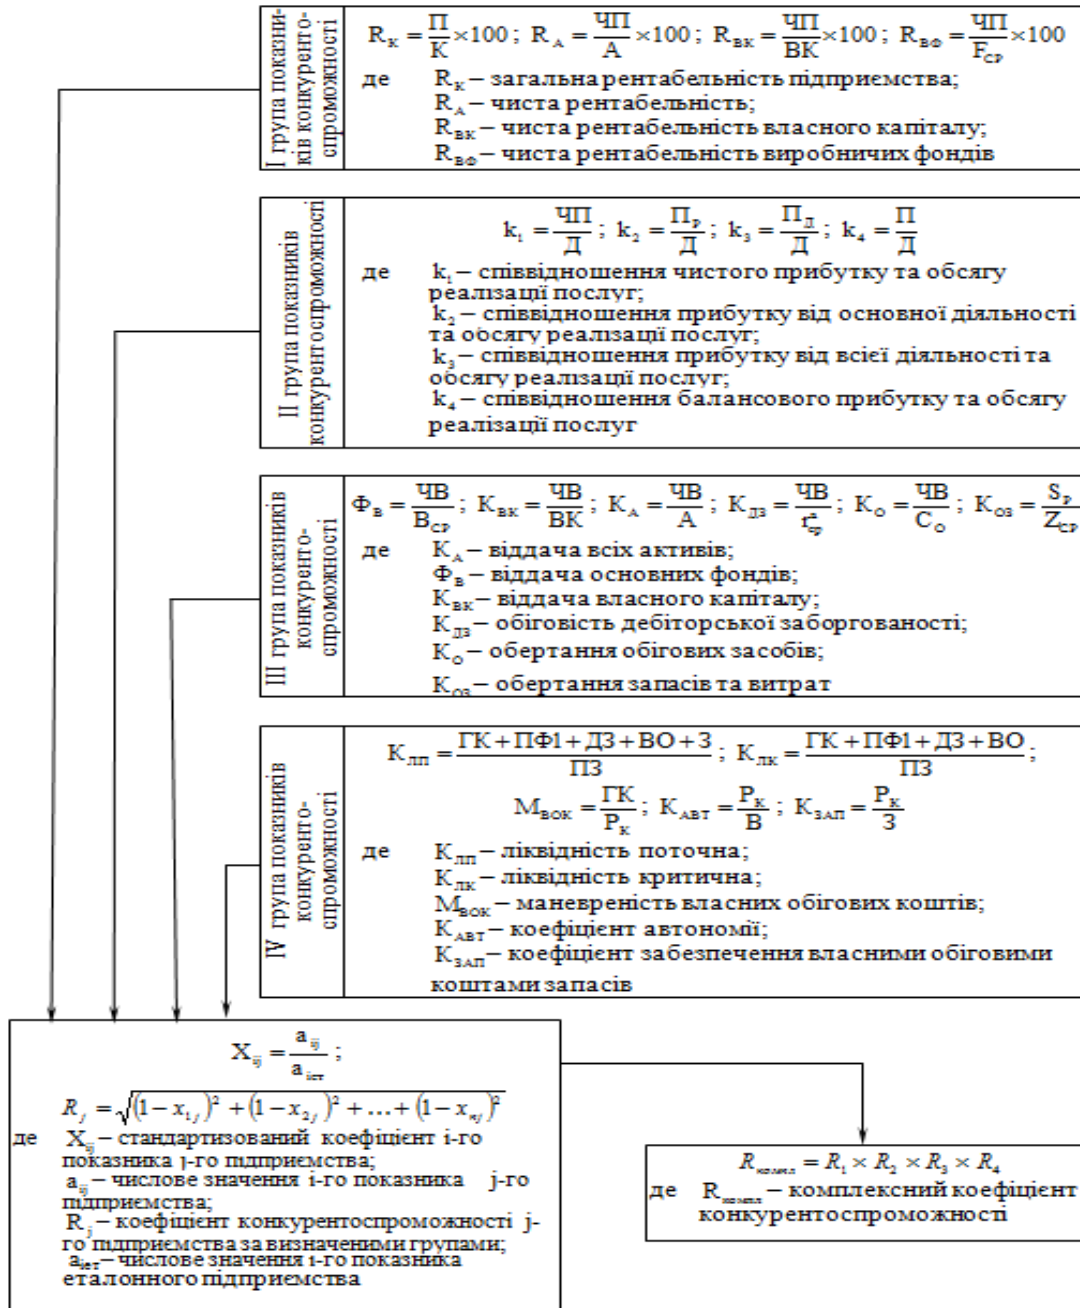 I група показни-
ків конкуренто-
спроможності
R_К = П/К ×100 ; R_А = ЧП/А ×100 ; R_ВК = ЧП/ВК ×100 ; R_ВФ = ЧП/F_СР ×100
де R_К – загальна рентабельність підприємства;
R_А – чиста рентабельність;
R_ВК – чиста рентабельність власного капіталу;
R_ВФ – чиста рентабельність виробничих фондів
II група показників
конкурентоспроможності
k_1 = ЧП/Д ; k_2 = П_Р/Д ; k_3 = П_Д/Д ; k_4 = П/Д
де k_1 – співвідношення чистого прибутку та обсягу
реалізації послуг;
k_2 – співвідношення прибутку від основної діяльності
та обсягу реалізації послуг;
k_3 – співвідношення прибутку від всієї діяльності та
обсягу реалізації послуг;
k_4 – співвідношення балансового прибутку та обсягу
реалізації послуг
III група показників
конкуренто-
спроможності
Ф_В = ЧВ/В_СР ; К_ВК = ЧВ/ВК ; К_А = ЧВ/А ; К_ДЗ = ЧВ/ ; К_О = ЧВ/С_О ; К_ОЗ = S_Р/Z_СР
де К_А – віддача всіх активів;
Ф_В – віддача основних фондів;
К_ВК – віддача власного капіталу;
К_ДЗ – обіговість дебіторської заборгованості;
К_О – обертання обігових засобів;
К_ОЗ – обертання запасів та витрат
IV група показників
конкуренто-
спроможності
К_ЛП = (ГК + ПФ1 + ДЗ + ВО + З)/ПЗ ; К_ЛК = (ГК + ПФ1 + ДЗ + ВО)/ПЗ ;
М_ВОК = ГК/Р_К ; К_АВТ = Р_К/В ; К_ЗАП = Р_К/З
де К_ЛП – ліквідність поточна;
К_ЛК – ліквідність критична;
М_ВОК – маневреність власних обігових коштів;
К_АВТ – коефіцієнт автономії;
К_ЗАП – коефіцієнт забезпечення власними обіговими
коштами запасів
X_ij = a_ij/a_іет ;
R_j = √((1 − x_1j)² + (1 − x_2j)² + … + (1 − x_nj)²)
де X_ij – стандартизований коефіцієнт і-го
показника j-го підприємства;
a_ij – числове значення і-го показника j-го
підприємства;
R_j – коефіцієнт конкурентоспроможності j-
го підприємства за визначеними групами;
a_іет – числове значення і-го показника
еталонного підприємства
R_компл = R_1 × R_2 × R_3 × R_4
де R_компл – комплексний коефіцієнт
конкурентоспроможності